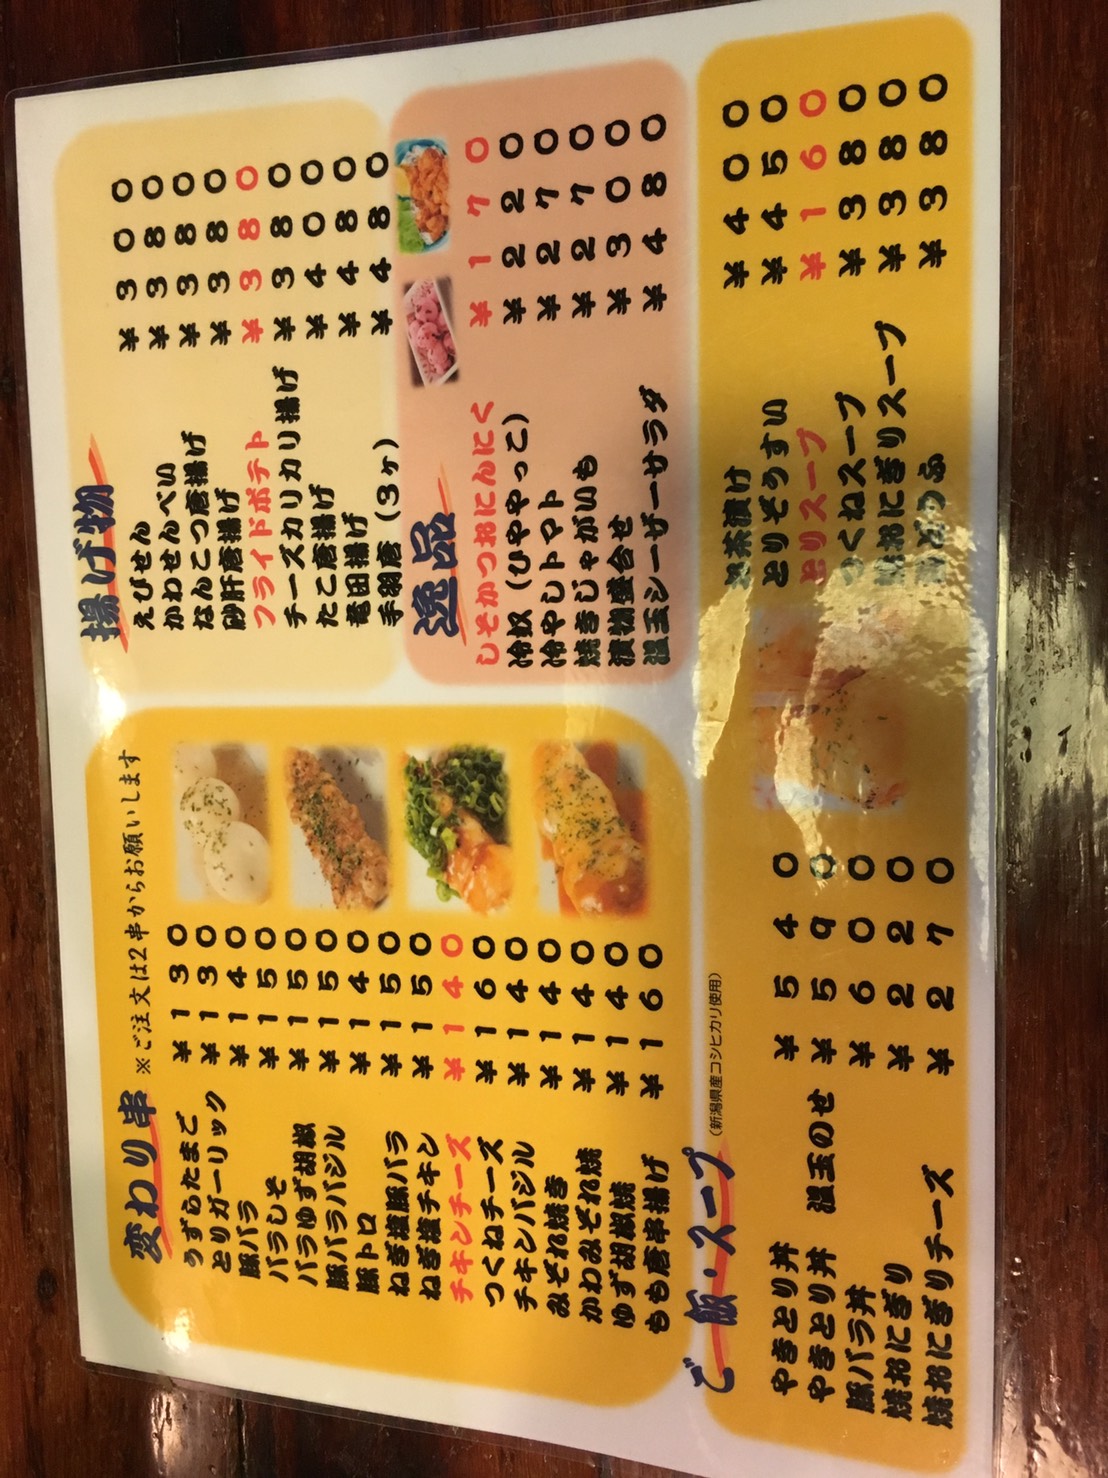 変わり串 ※ご注文は2串からお願いします
うずらたまご ¥130
とりガーリック ¥130
豚バラ ¥140
バラしそ ¥150
バラゆず胡椒 ¥150
豚バラバジル ¥150
豚トロ ¥140
ねぎ塩豚バラ ¥150
ねぎ塩チキン ¥150
チキンチーズ ¥140
つくねチーズ ¥160
チキンバジル ¥140
みぞれ焼き ¥140
かわみぞれ焼 ¥140
ゆず胡椒焼 ¥140
もも唐串揚げ ¥160
揚げ物
えびせん ¥300
かわせんべい ¥380
なんこつ唐揚げ ¥380
砂肝唐揚げ ¥380
フライドポテト ¥380
チーズカリカリ揚げ ¥380
たこ唐揚げ ¥400
竜田揚げ ¥480
手羽唐(3ヶ) ¥480
逸品
しそかつおにんにく ¥170
冷奴(ひややっこ) ¥220
冷やしトマト ¥270
焼きじゃがいも ¥270
漬物盛合せ ¥300
温玉シーザーサラダ ¥480
ご飯・スープ (新潟県産コシヒカリ使用)
やきとり丼 ¥540
やきとり丼 温玉のせ ¥590
豚バラ丼 ¥600
焼おにぎり ¥220
焼おにぎりチーズ ¥270
お茶漬け ¥400
とりぞうすい ¥450
とりスープ ¥160
つくねスープ ¥380
焼おにぎりスープ ¥380
¥380